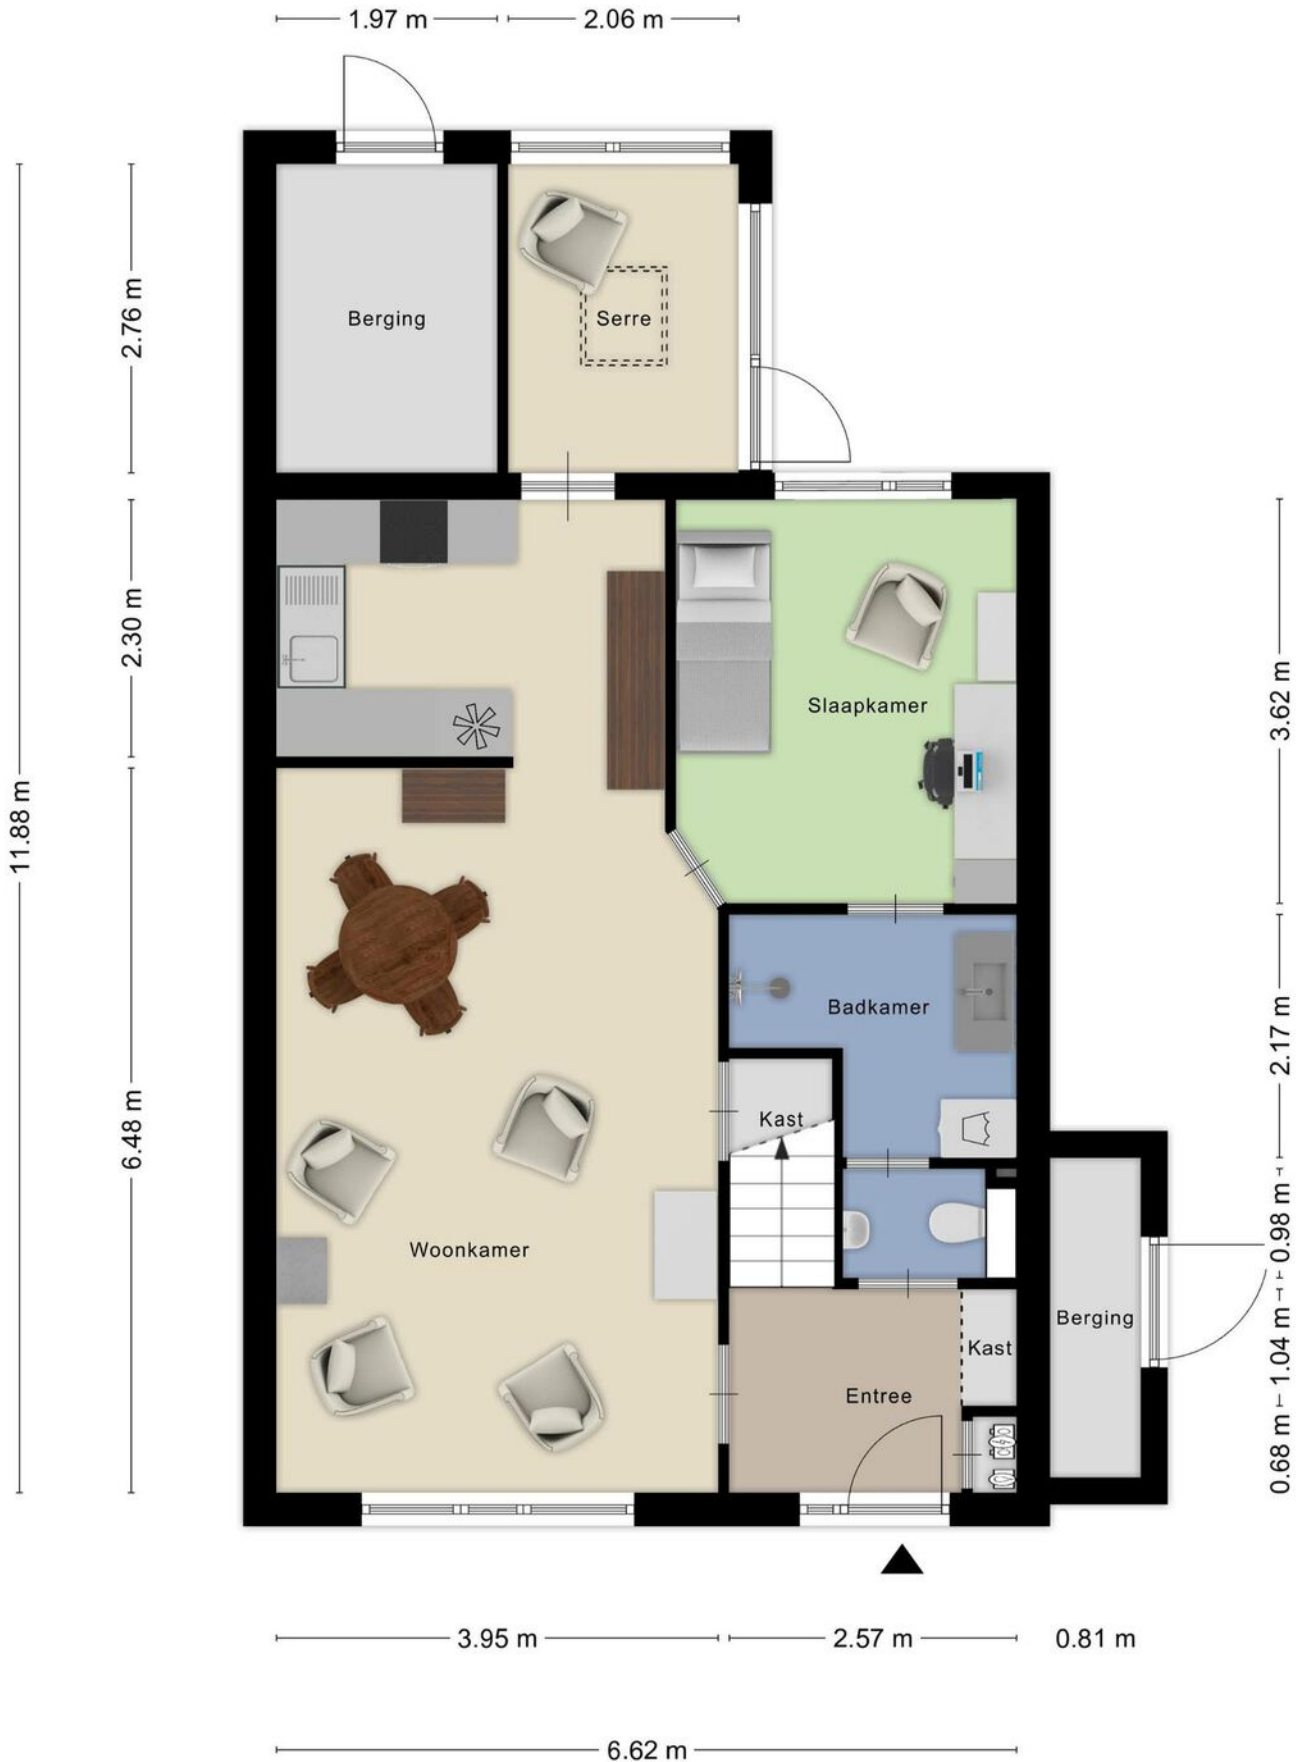 1.97 m
2.06 m
Berging
Serre
2.76 m
2.30 m
11.88 m
6.48 m
Slaapkamer
3.62 m
Badkamer
2.17 m
Kast
Woonkamer
0.98 m
Berging
Kast
1.04 m
Entree
0.68 m
3.95 m
2.57 m
0.81 m
6.62 m